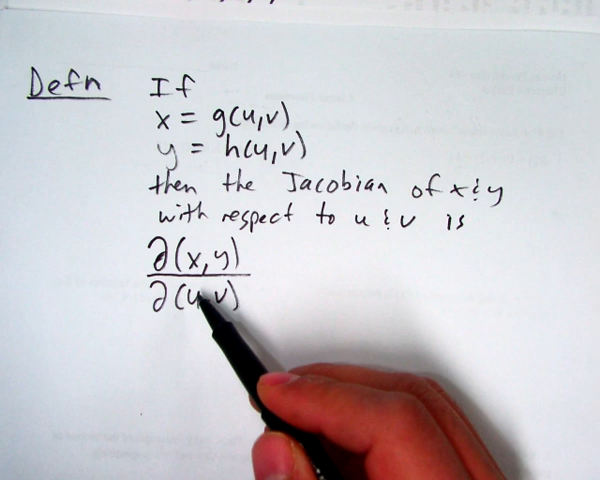 Defn If
x = g(u,v)
y = h(u,v)
then the Jacobian of x & y
with respect to u & v is
∂(x,y)
∂(u,v)